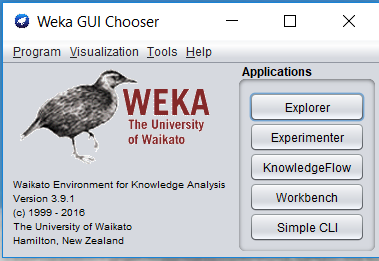 Weka GUI Chooser
Program Visualization Tools Help
Applications
WEKA
The University
of Waikato
Explorer
Experimenter
KnowledgeFlow
Workbench
Simple CLI
Waikato Environment for Knowledge Analysis
Version 3.9.1
(c) 1999 - 2016
The University of Waikato
Hamilton, New Zealand